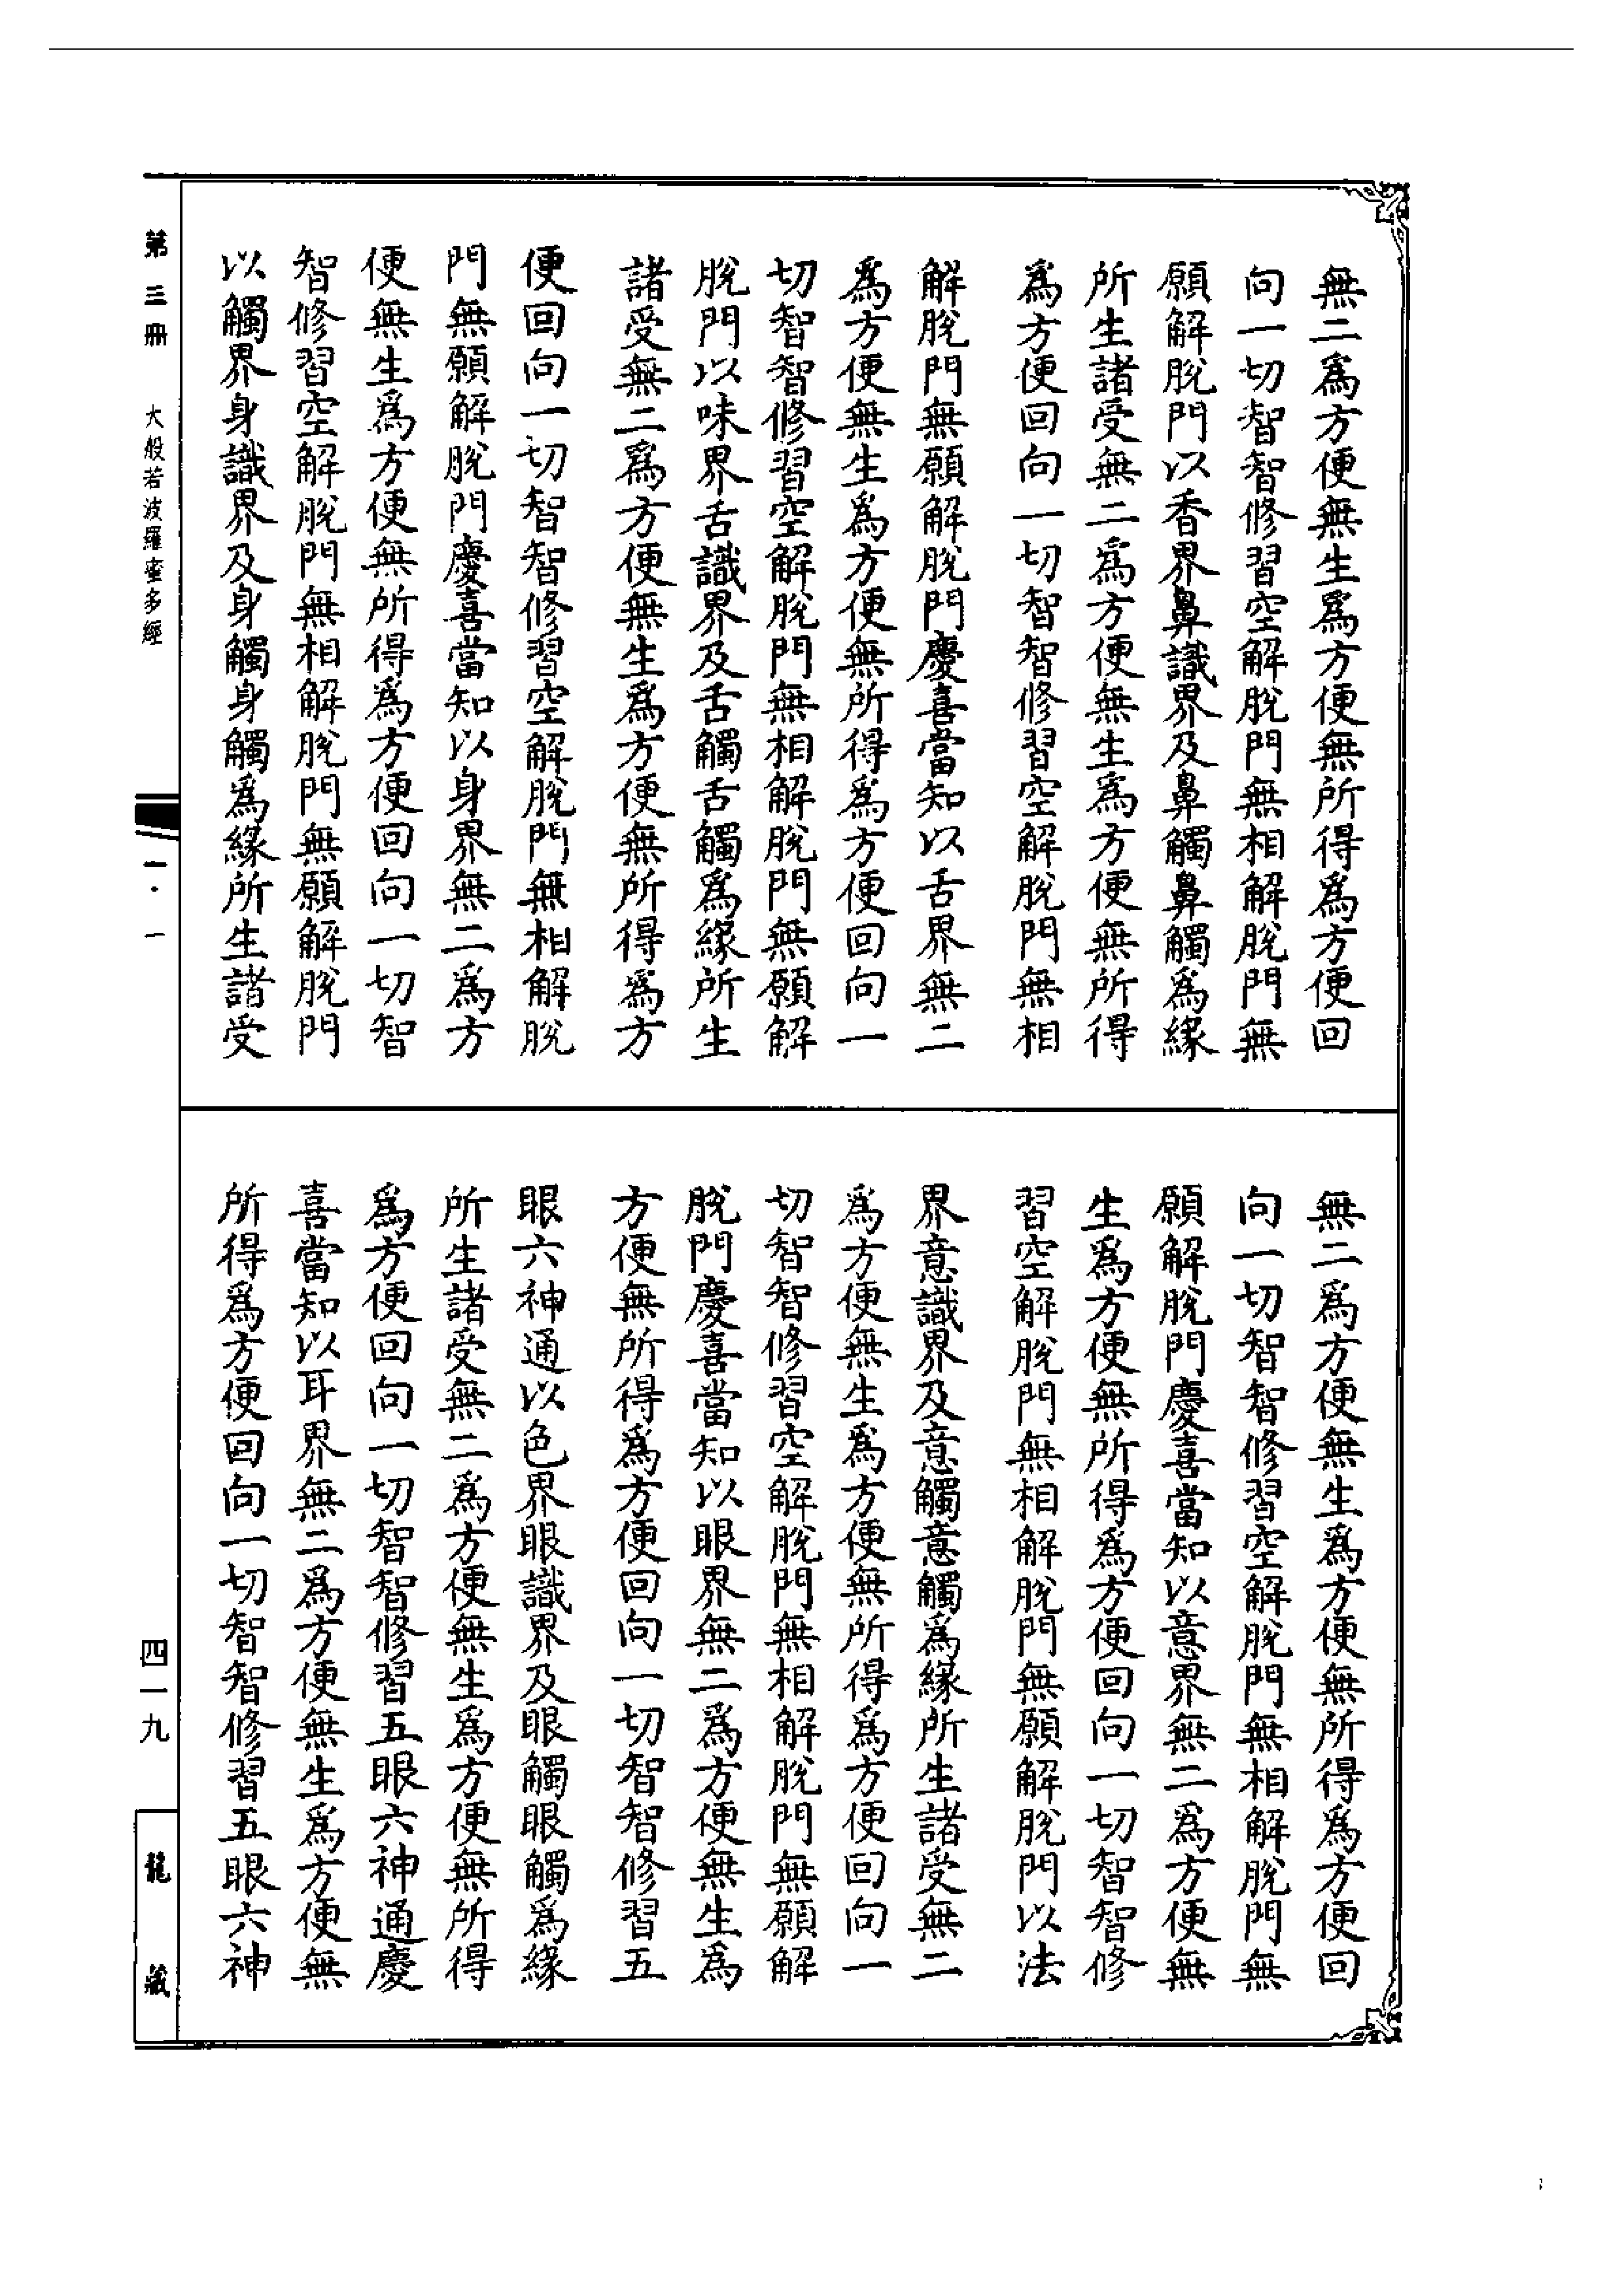 無二爲方便無生爲方便無所得爲方便回
向一切智智修習空解脫門無相解脫門無
願解脫門以香界鼻識界及鼻觸鼻觸爲緣
所生諸受無二爲方便無生爲方便無所得
爲方便回向一切智智修習空解脫門無相
解脫門無願解脫門慶喜當知以舌界無二
爲方便無生爲方便無所得爲方便回向一
切智智修習空解脫門無相解脫門無願解
脫門以味界舌識界及舌觸舌觸爲緣所生
諸受無二爲方便無生爲方便無所得爲方
便回向一切智智修習空解脫門無相解脫
門無願解脫門慶喜當知以身界無二爲方
便無生爲方便無所得爲方便回向一切智
智修習空解脫門無相解脫門無願解脫門
以觸界身識界及身觸身觸爲緣所生諸受
無二爲方便無生爲方便無所得爲方便回
向一切智智修習空解脫門無相解脫門無
願解脫門慶喜當知以意界無二爲方便無
生爲方便無所得爲方便回向一切智智修
習空解脫門無相解脫門無願解脫門以法
界意識界及意觸意觸爲緣所生諸受無二
爲方便無生爲方便無所得爲方便回向一
切智智修習空解脫門無相解脫門無願解
脫門慶喜當知以眼界無二爲方便無生爲
方便無所得爲方便回向一切智智修習五
眼六神通以色界眼識界及眼觸眼觸爲緣
所生諸受無二爲方便無生爲方便無所得
爲方便回向一切智智修習五眼六神通慶
喜當知以耳界無二爲方便無生爲方便無
所得爲方便回向一切智智修習五眼六神
第三冊 大般若波羅蜜多經
一·一
四一九
龍藏